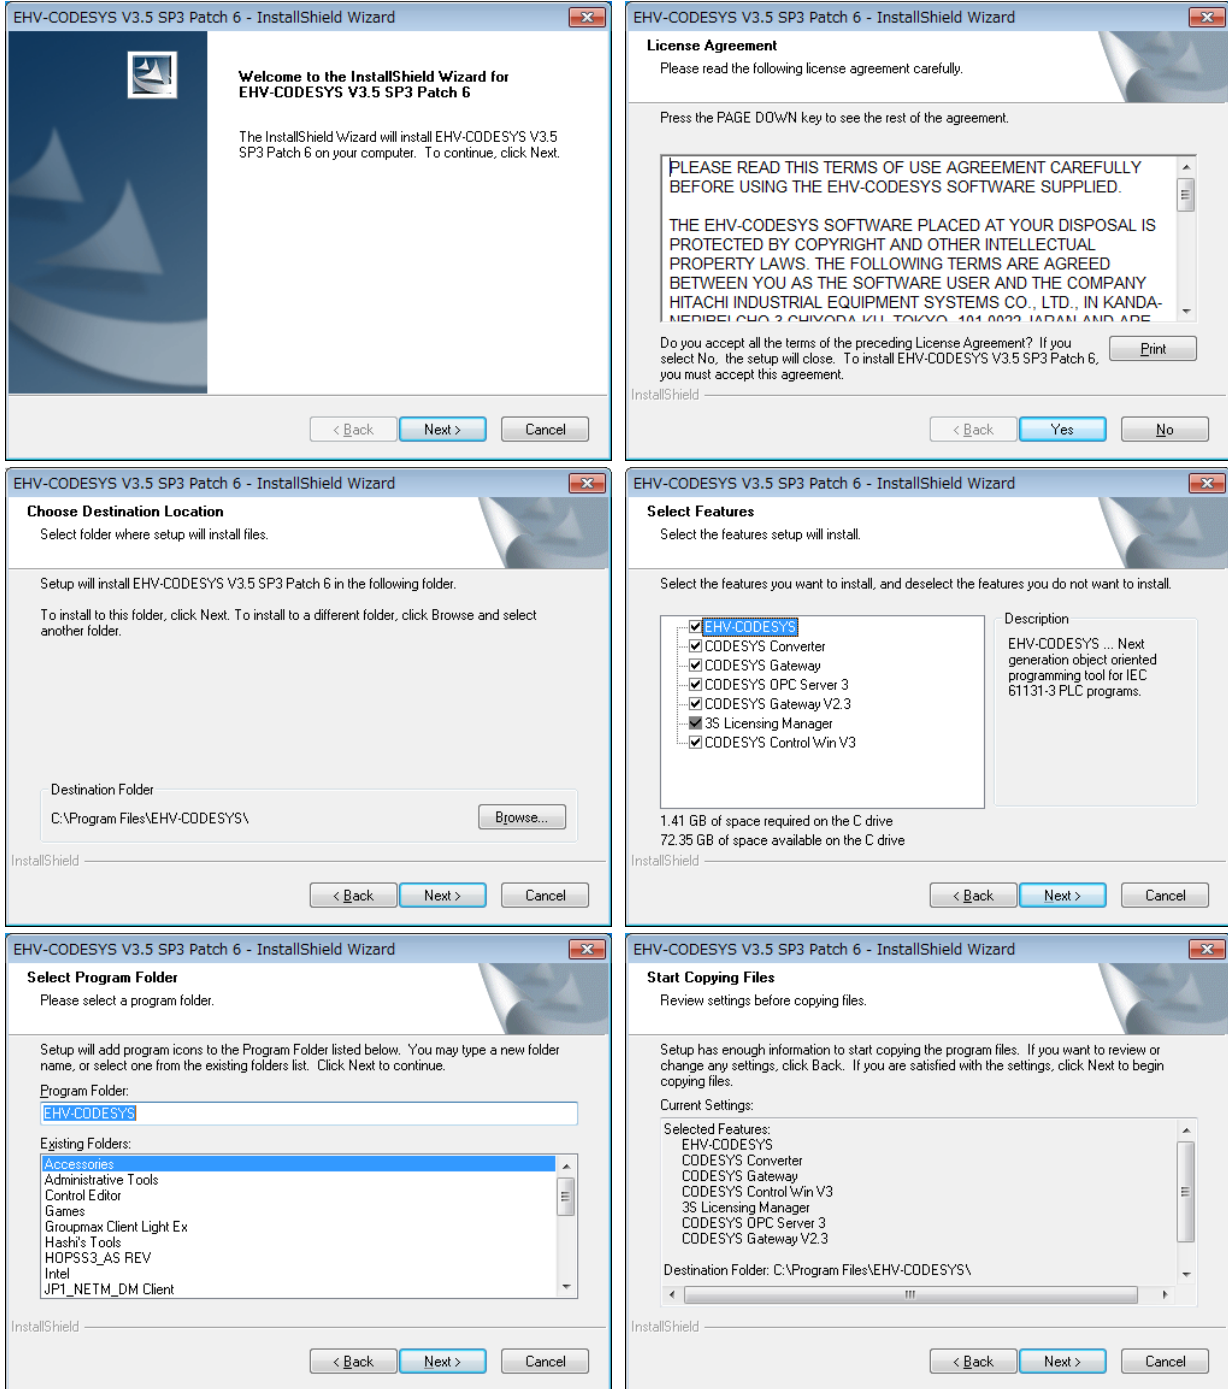 EHV-CODESYS V3.5 SP3 Patch 6 - InstallShield Wizard
Welcome to the InstallShield Wizard for
EHV-CODESYS V3.5 SP3 Patch 6
The InstallShield Wizard will install EHV-CODESYS V3.5
SP3 Patch 6 on your computer. To continue, click Next.
< Back
Next >
Cancel
EHV-CODESYS V3.5 SP3 Patch 6 - InstallShield Wizard
License Agreement
Please read the following license agreement carefully.
Press the PAGE DOWN key to see the rest of the agreement.
PLEASE READ THIS TERMS OF USE AGREEMENT CAREFULLY
BEFORE USING THE EHV-CODESYS SOFTWARE SUPPLIED.
THE EHV-CODESYS SOFTWARE PLACED AT YOUR DISPOSAL IS
PROTECTED BY COPYRIGHT AND OTHER INTELLECTUAL
PROPERTY LAWS. THE FOLLOWING TERMS ARE AGREED
BETWEEN YOU AS THE SOFTWARE USER AND THE COMPANY
HITACHI INDUSTRIAL EQUIPMENT SYSTEMS CO., LTD., IN KANDA-
CHO 3 CHIYODA-KU, TOKYO, 101-0022 JAPAN AND ARE
Do you accept all the terms of the preceding License Agreement? If you
select No, the setup will close. To install EHV-CODESYS V3.5 SP3 Patch 6,
you must accept this agreement.
Print
InstallShield
< Back
Yes
No
EHV-CODESYS V3.5 SP3 Patch 6 - InstallShield Wizard
Choose Destination Location
Select folder where setup will install files.
Setup will install EHV-CODESYS V3.5 SP3 Patch 6 in the following folder.
To install to this folder, click Next. To install to a different folder, click Browse and select
another folder.
Destination Folder
C:\Program Files\EHV-CODESYS\
Browse...
InstallShield
< Back
Next >
Cancel
EHV-CODESYS V3.5 SP3 Patch 6 - InstallShield Wizard
Select Features
Select the features setup will install.
Select the features you want to install, and deselect the features you do not want to install.
EHV-CODESYS
CODESYS Converter
CODESYS Gateway
CODESYS OPC Server 3
CODESYS Gateway V2.3
3S Licensing Manager
CODESYS Control Win V3
Description
EHV-CODESYS ... Next
generation object oriented
programming tool for IEC
61131-3 PLC programs.
1.41 GB of space required on the C drive
72.35 GB of space available on the C drive
InstallShield
< Back
Next >
Cancel
EHV-CODESYS V3.5 SP3 Patch 6 - InstallShield Wizard
Select Program Folder
Please select a program folder.
Setup will add program icons to the Program Folder listed below. You may type a new folder
name, or select one from the existing folders list. Click Next to continue.
Program Folder:
EHV-CODESYS
Existing Folders:
Accessories
Administrative Tools
Control Editor
Games
Groupmax Client Light Ex
Hashi's Tools
HOPSS3_AS REV
Intel
JP1_NETM_DM Client
InstallShield
< Back
Next >
Cancel
EHV-CODESYS V3.5 SP3 Patch 6 - InstallShield Wizard
Start Copying Files
Review settings before copying files.
Setup has enough information to start copying the program files. If you want to review or
change any settings, click Back. If you are satisfied with the settings, click Next to begin
copying files.
Current Settings:
Selected Features:
EHV-CODESYS
CODESYS Converter
CODESYS Gateway
CODESYS Control Win V3
3S Licensing Manager
CODESYS OPC Server 3
CODESYS Gateway V2.3
Destination Folder: C:\Program Files\EHV-CODESYS\
InstallShield
< Back
Next >
Cancel